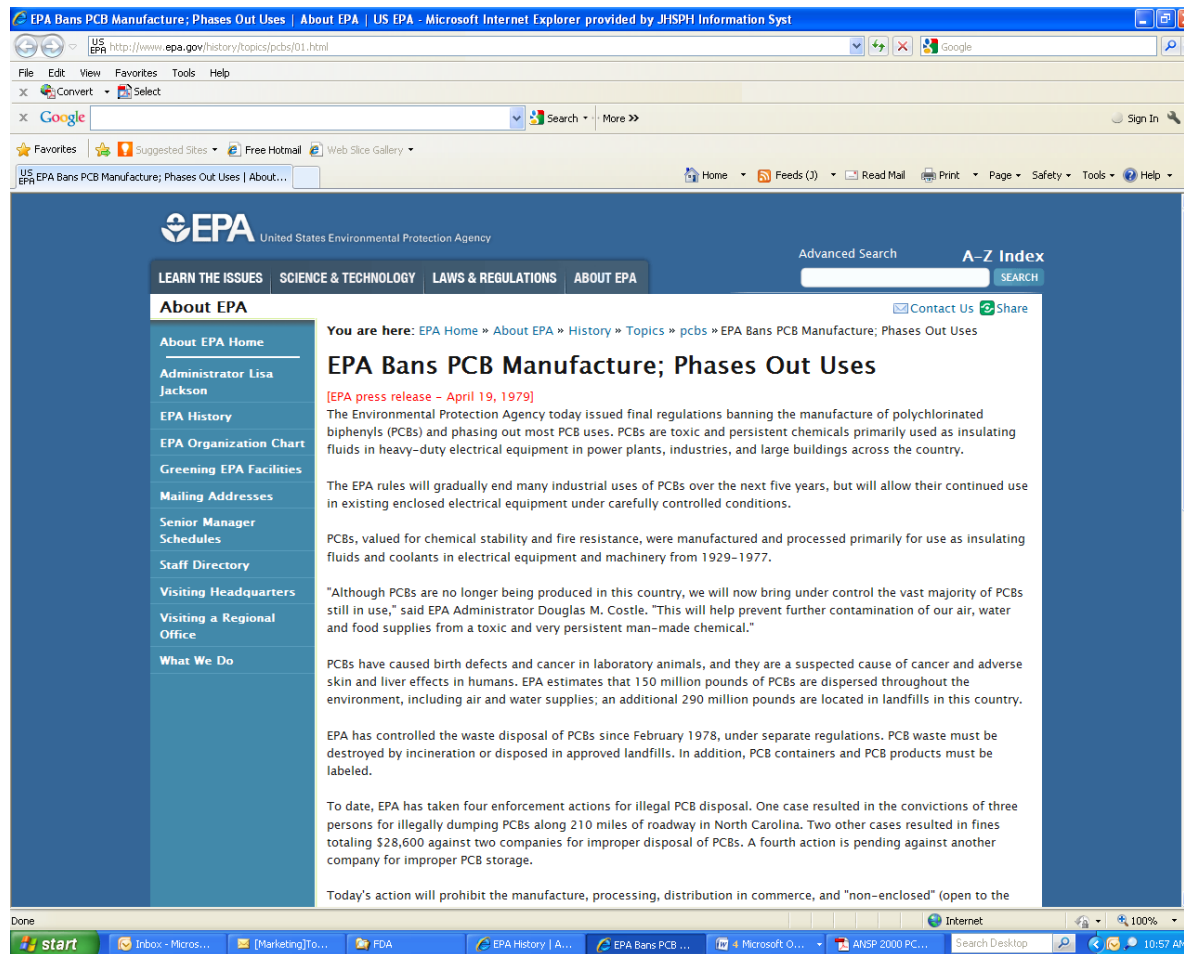 EPA Bans PCB Manufacture; Phases Out Uses | About EPA | US EPA - Microsoft Internet Explorer provided by JHSPH Information Syst
US EPA http://www.epa.gov/history/topics/pcbs/01.html
Google
File Edit View Favorites Tools Help
x Convert Select
x Google Search More >> Sign In
Favorites Suggested Sites Free Hotmail Web Slice Gallery
US EPA EPA Bans PCB Manufacture; Phases Out Uses | About... Home Feeds (J) Read Mail Print Page Safety Tools Help
EPA United States Environmental Protection Agency
Advanced Search A-Z Index
LEARN THE ISSUES SCIENCE & TECHNOLOGY LAWS & REGULATIONS ABOUT EPA SEARCH
About EPA
Contact Us Share
About EPA Home
Administrator Lisa
Jackson
EPA History
EPA Organization Chart
Greening EPA Facilities
Mailing Addresses
Senior Manager
Schedules
Staff Directory
Visiting Headquarters
Visiting a Regional
Office
What We Do
You are here: EPA Home » About EPA » History » Topics » pcbs » EPA Bans PCB Manufacture; Phases Out Uses
EPA Bans PCB Manufacture; Phases Out Uses
[EPA press release – April 19, 1979]
The Environmental Protection Agency today issued final regulations banning the manufacture of polychlorinated
biphenyls (PCBs) and phasing out most PCB uses. PCBs are toxic and persistent chemicals primarily used as insulating
fluids in heavy-duty electrical equipment in power plants, industries, and large buildings across the country.
The EPA rules will gradually end many industrial uses of PCBs over the next five years, but will allow their continued use
in existing enclosed electrical equipment under carefully controlled conditions.
PCBs, valued for chemical stability and fire resistance, were manufactured and processed primarily for use as insulating
fluids and coolants in electrical equipment and machinery from 1929-1977.
"Although PCBs are no longer being produced in this country, we will now bring under control the vast majority of PCBs
still in use," said EPA Administrator Douglas M. Costle. "This will help prevent further contamination of our air, water
and food supplies from a toxic and very persistent man-made chemical."
PCBs have caused birth defects and cancer in laboratory animals, and they are a suspected cause of cancer and adverse
skin and liver effects in humans. EPA estimates that 150 million pounds of PCBs are dispersed throughout the
environment, including air and water supplies; an additional 290 million pounds are located in landfills in this country.
EPA has controlled the waste disposal of PCBs since February 1978, under separate regulations. PCB waste must be
destroyed by incineration or disposed in approved landfills. In addition, PCB containers and PCB products must be
labeled.
To date, EPA has taken four enforcement actions for illegal PCB disposal. One case resulted in the convictions of three
persons for illegally dumping PCBs along 210 miles of roadway in North Carolina. Two other cases resulted in fines
totaling $28,600 against two companies for improper disposal of PCBs. A fourth action is pending against another
company for improper PCB storage.
Today's action will prohibit the manufacture, processing, distribution in commerce, and "non-enclosed" (open to the
Done Internet 100%
start Inbox - Micros... [Marketing]To... FDA EPA History | A... EPA Bans PCB ... 4 Microsoft O... ANSP 2000 PC... Search Desktop 10:57 AM